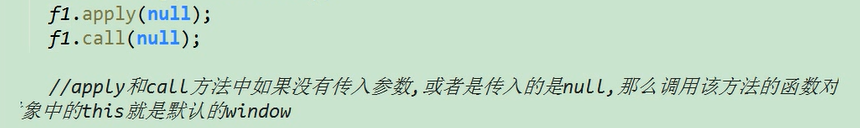 f1.apply(null);
f1.call(null);
//apply和call方法中如果没有传入参数,或者是传入的是null,那么调用该方法的函数对
象中的this就是默认的window